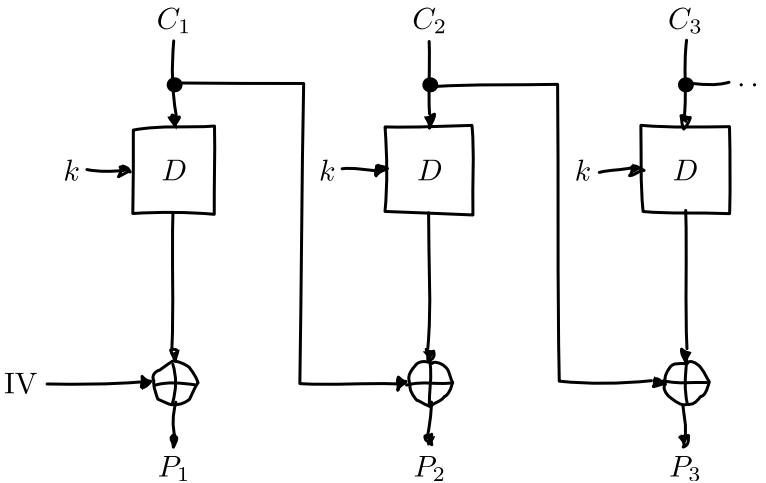 C₁ C₂ C₃
k D k D k D
IV
P₁ P₂ P₃